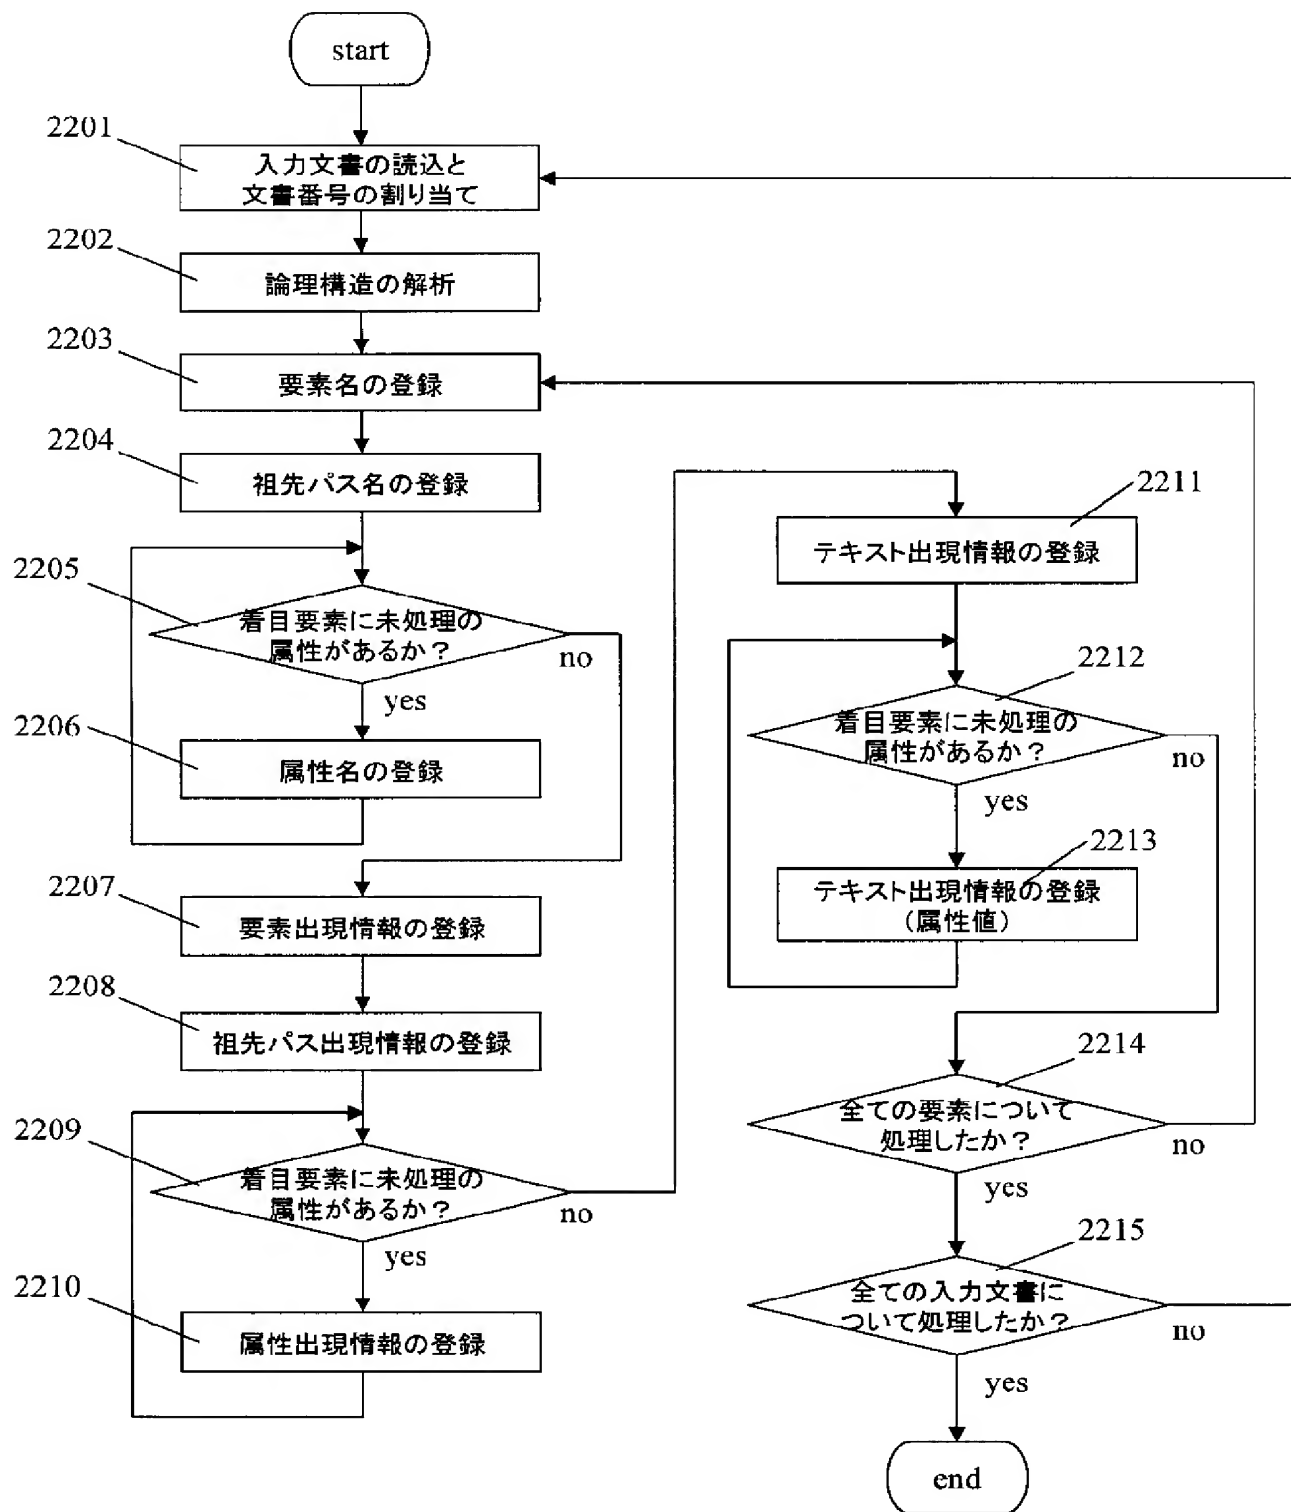 start
2201
入力文書の読込と
文書番号の割り当て
2202
論理構造の解析
2203
要素名の登録
2204
祖先パス名の登録
2205
着目要素に未処理の
属性があるか？
no
yes
2206
属性名の登録
2207
要素出現情報の登録
2208
祖先パス出現情報の登録
2209
着目要素に未処理の
属性があるか？
no
yes
2210
属性出現情報の登録
2211
テキスト出現情報の登録
2212
着目要素に未処理の
属性があるか？
no
yes
2213
テキスト出現情報の登録
（属性値）
2214
全ての要素について
処理したか？
no
yes
2215
全ての入力文書に
ついて処理したか？
no
yes
end